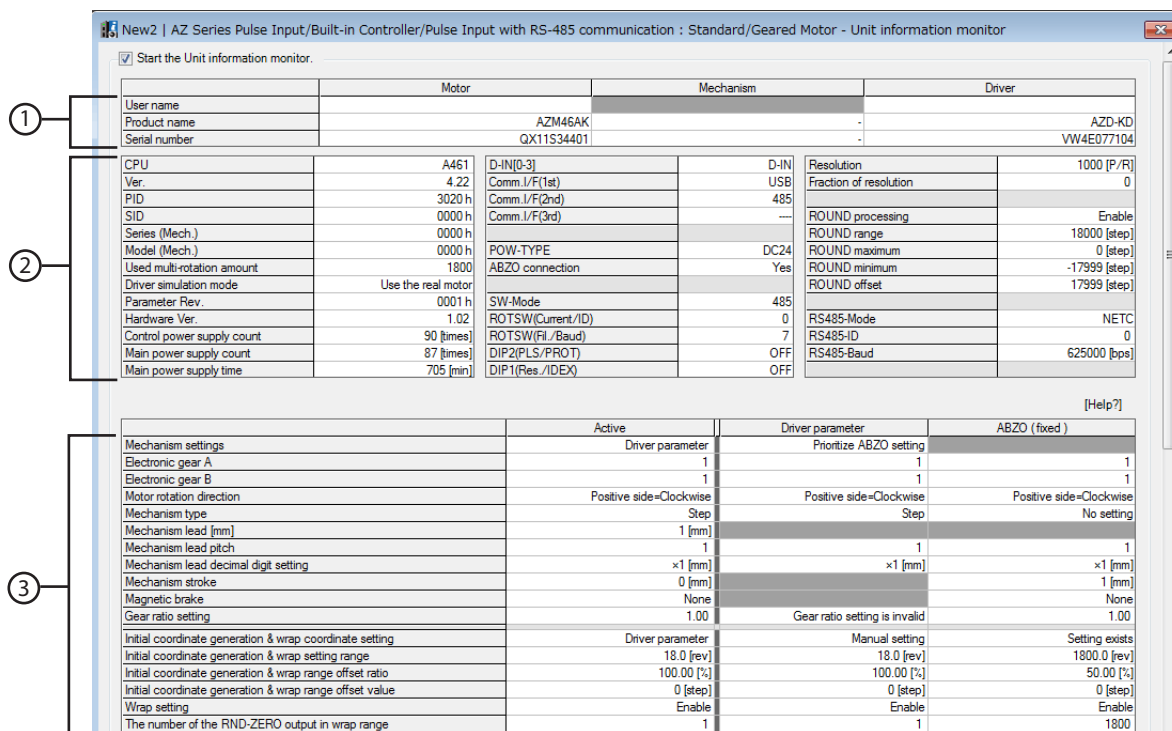 New2 | AZ Series Pulse Input/Built-in Controller/Pulse Input with RS-485 communication : Standard/Geared Motor - Unit information monitor
Start the Unit information monitor.
Motor Mechanism Driver
1
User name
Product name AZM46AK - AZD-KD
Serial number QX11S34401 - VW4E077104
2
CPU A461 D-IN[0-3] D-IN Resolution 1000 [P/R]
Ver. 4.22 Comm.I/F(1st) USB Fraction of resolution 0
PID 3020 h Comm.I/F(2nd) 485
SID 0000 h Comm.I/F(3rd) ---- ROUND processing Enable
Series (Mech.) 0000 h ROUND range 18000 [step]
Model (Mech.) 0000 h POW-TYPE DC24 ROUND maximum 0 [step]
Used multi-rotation amount 1800 ABZO connection Yes ROUND minimum -17999 [step]
Driver simulation mode Use the real motor ROUND offset 17999 [step]
Parameter Rev. 0001 h SW-Mode 485
Hardware Ver. 1.02 ROTSW(Current/ID) 0 RS485-Mode NETC
Control power supply count 90 [times] ROTSW(Fil./Baud) 7 RS485-ID 0
Main power supply count 87 [times] DIP2(PLS/PROT) OFF RS485-Baud 625000 [bps]
Main power supply time 705 [min] DIP1(Res./IDEX) OFF
[Help?]
3
Active Driver parameter ABZO ( fixed )
Mechanism settings Driver parameter Prioritize ABZO setting
Electronic gear A 1 1 1
Electronic gear B 1 1 1
Motor rotation direction Positive side=Clockwise Positive side=Clockwise Positive side=Clockwise
Mechanism type Step Step No setting
Mechanism lead [mm] 1 [mm]
Mechanism lead pitch 1 1 1
Mechanism lead decimal digit setting ×1 [mm] ×1 [mm] ×1 [mm]
Mechanism stroke 0 [mm] 1 [mm]
Magnetic brake None None
Gear ratio setting 1.00 Gear ratio setting is invalid 1.00
Initial coordinate generation & wrap coordinate setting Driver parameter Manual setting Setting exists
Initial coordinate generation & wrap setting range 18.0 [rev] 18.0 [rev] 1800.0 [rev]
Initial coordinate generation & wrap range offset ratio 100.00 [%] 100.00 [%] 50.00 [%]
Initial coordinate generation & wrap range offset value 0 [step] 0 [step] 0 [step]
Wrap setting Enable Enable Enable
The number of the RND-ZERO output in wrap range 1 1 1800